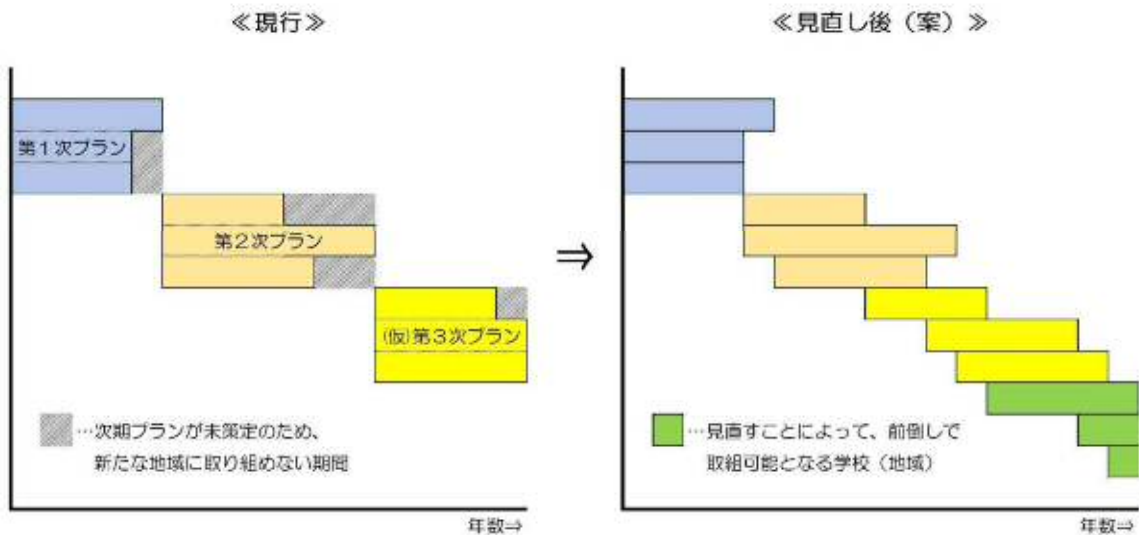 ≪現行≫
第１次プラン
第２次プラン
(仮)第３次プラン
…次期プランが未策定のため、
新たな地域に取り組めない期間
年数⇒
⇒
≪見直し後（案）≫
…見直すことによって、前倒しで
取組可能となる学校（地域）
年数⇒